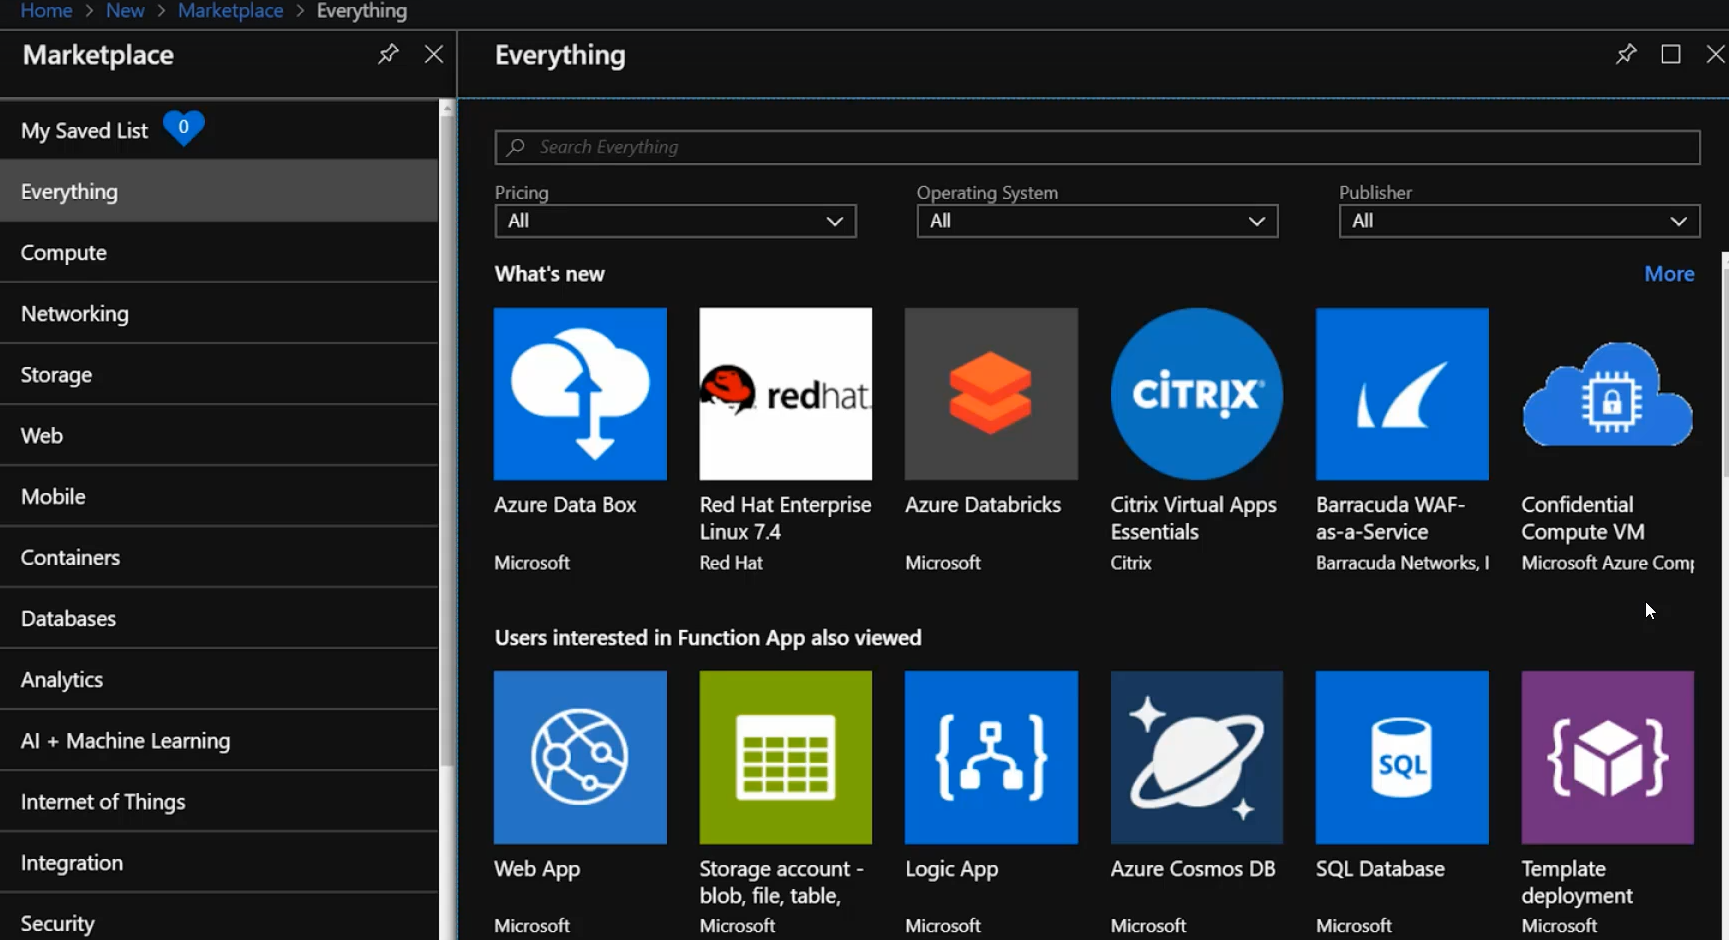 Home > New > Marketplace > Everything
Marketplace
My Saved List 0
Everything
Compute
Networking
Storage
Web
Mobile
Containers
Databases
Analytics
AI + Machine Learning
Internet of Things
Integration
Security
Everything
Search Everything
Pricing Operating System Publisher
All All All
What's new More
redhat. CITRIX
Azure Data Box Red Hat Enterprise Azure Databricks Citrix Virtual Apps Barracuda WAF- Confidential
Linux 7.4 Essentials as-a-Service Compute VM
Microsoft Red Hat Microsoft Citrix Barracuda Networks, I Microsoft Azure Comp
Users interested in Function App also viewed
SQL
Web App Storage account - Logic App Azure Cosmos DB SQL Database Template
blob, file, table, deployment
Microsoft Microsoft Microsoft Microsoft Microsoft Microsoft